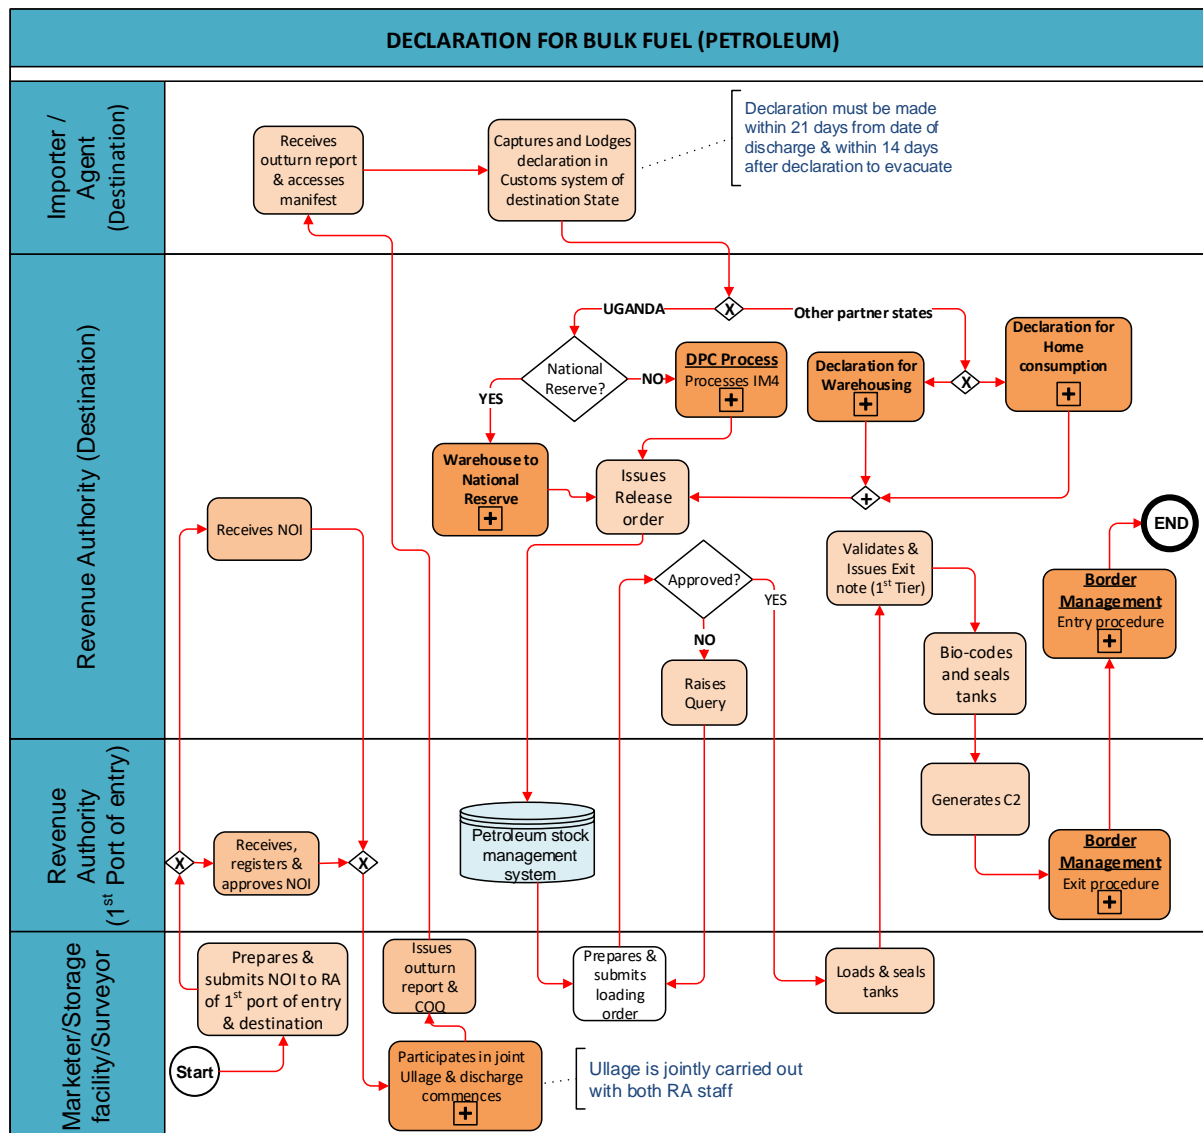 DECLARATION FOR BULK FUEL (PETROLEUM)
Importer /
Agent
(Destination)
Receives
outturn report
& accesses
manifest
Captures and Lodges
declaration in
Customs system of
destination State
Declaration must be made
within 21 days from date of
discharge & within 14 days
after declaration to evacuate
Revenue Authority (Destination)
UGANDA
X
Other partner states
National
Reserve?
YES
NO
DPC Process
Processes IM4
+
Declaration for
Warehousing
+
X
Declaration for
Home
consumption
+
Warehouse to
National
Reserve
+
Issues
Release
order
+
Receives NOI
Approved?
YES
NO
Raises
Query
Validates &
Issues Exit
note (1st Tier)
Bio-codes
and seals
tanks
END
Border
Management
Entry procedure
+
Revenue
Authority
(1st Port of entry)
X
Receives,
registers &
approves NOI
X
Petroleum stock
management
system
Generates C2
Border
Management
Exit procedure
+
Marketer/Storage
facility/Surveyor
Start
Prepares &
submits NOI to RA
of 1st port of entry
& destination
Issues
outturn report
& COQ
Participates in joint
Ullage & discharge
commences
+
Ullage is jointly carried out
with both RA staff
Prepares &
submits
loading
order
Loads & seals
tanks